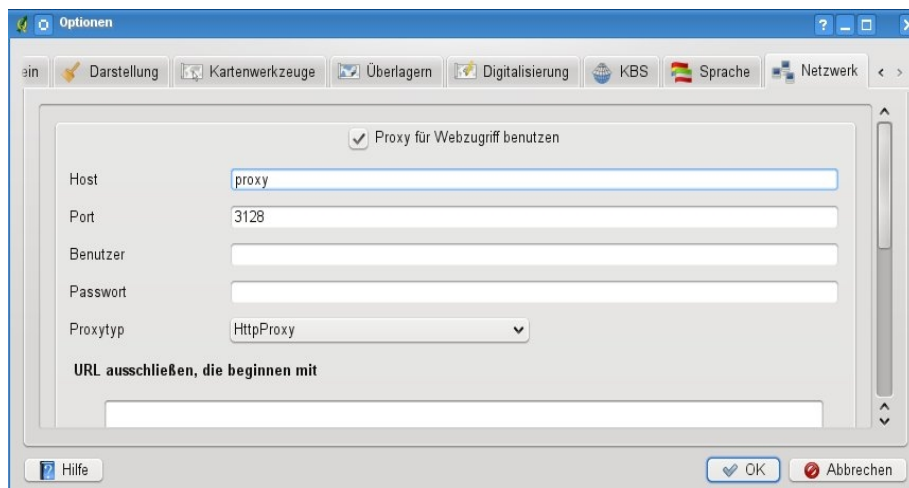 Optionen
ein Darstellung Kartenwerkzeuge Überlagern Digitalisierung KBS Sprache Netzwerk
Proxy für Webzugriff benutzen
Host proxy
Port 3128
Benutzer
Passwort
Proxytyp HttpProxy
URL ausschließen, die beginnen mit
Hilfe OK Abbrechen